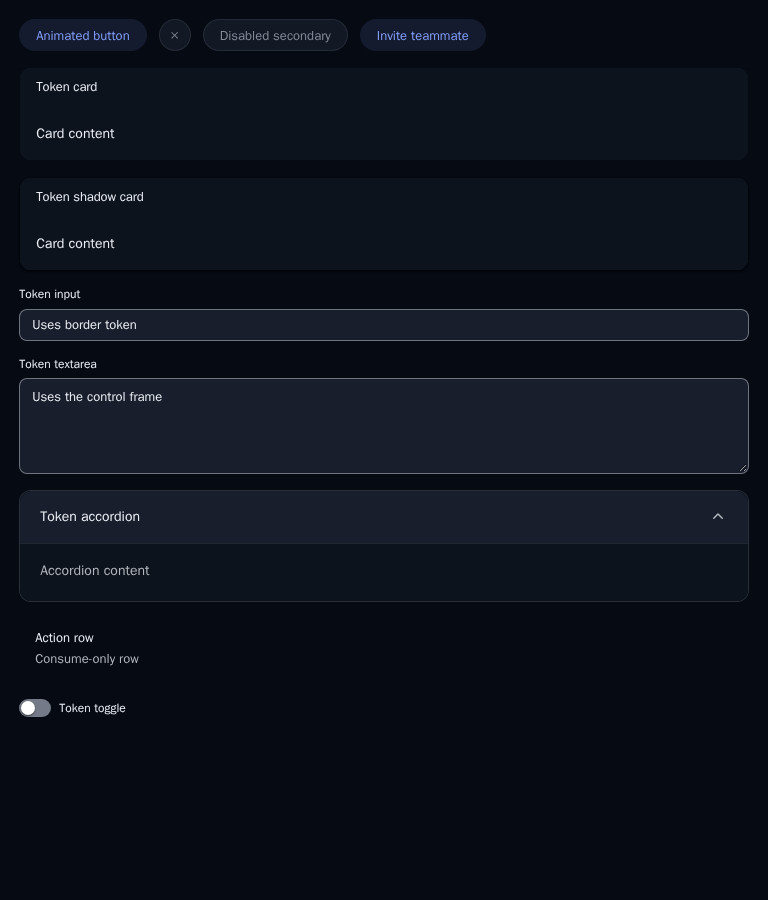 Animated button
×
Disabled secondary
Invite teammate
Token card
Card content
Token shadow card
Card content
Token input
Uses border token
Token textarea
Uses the control frame
Token accordion
Accordion content
Action row
Consume-only row
Token toggle